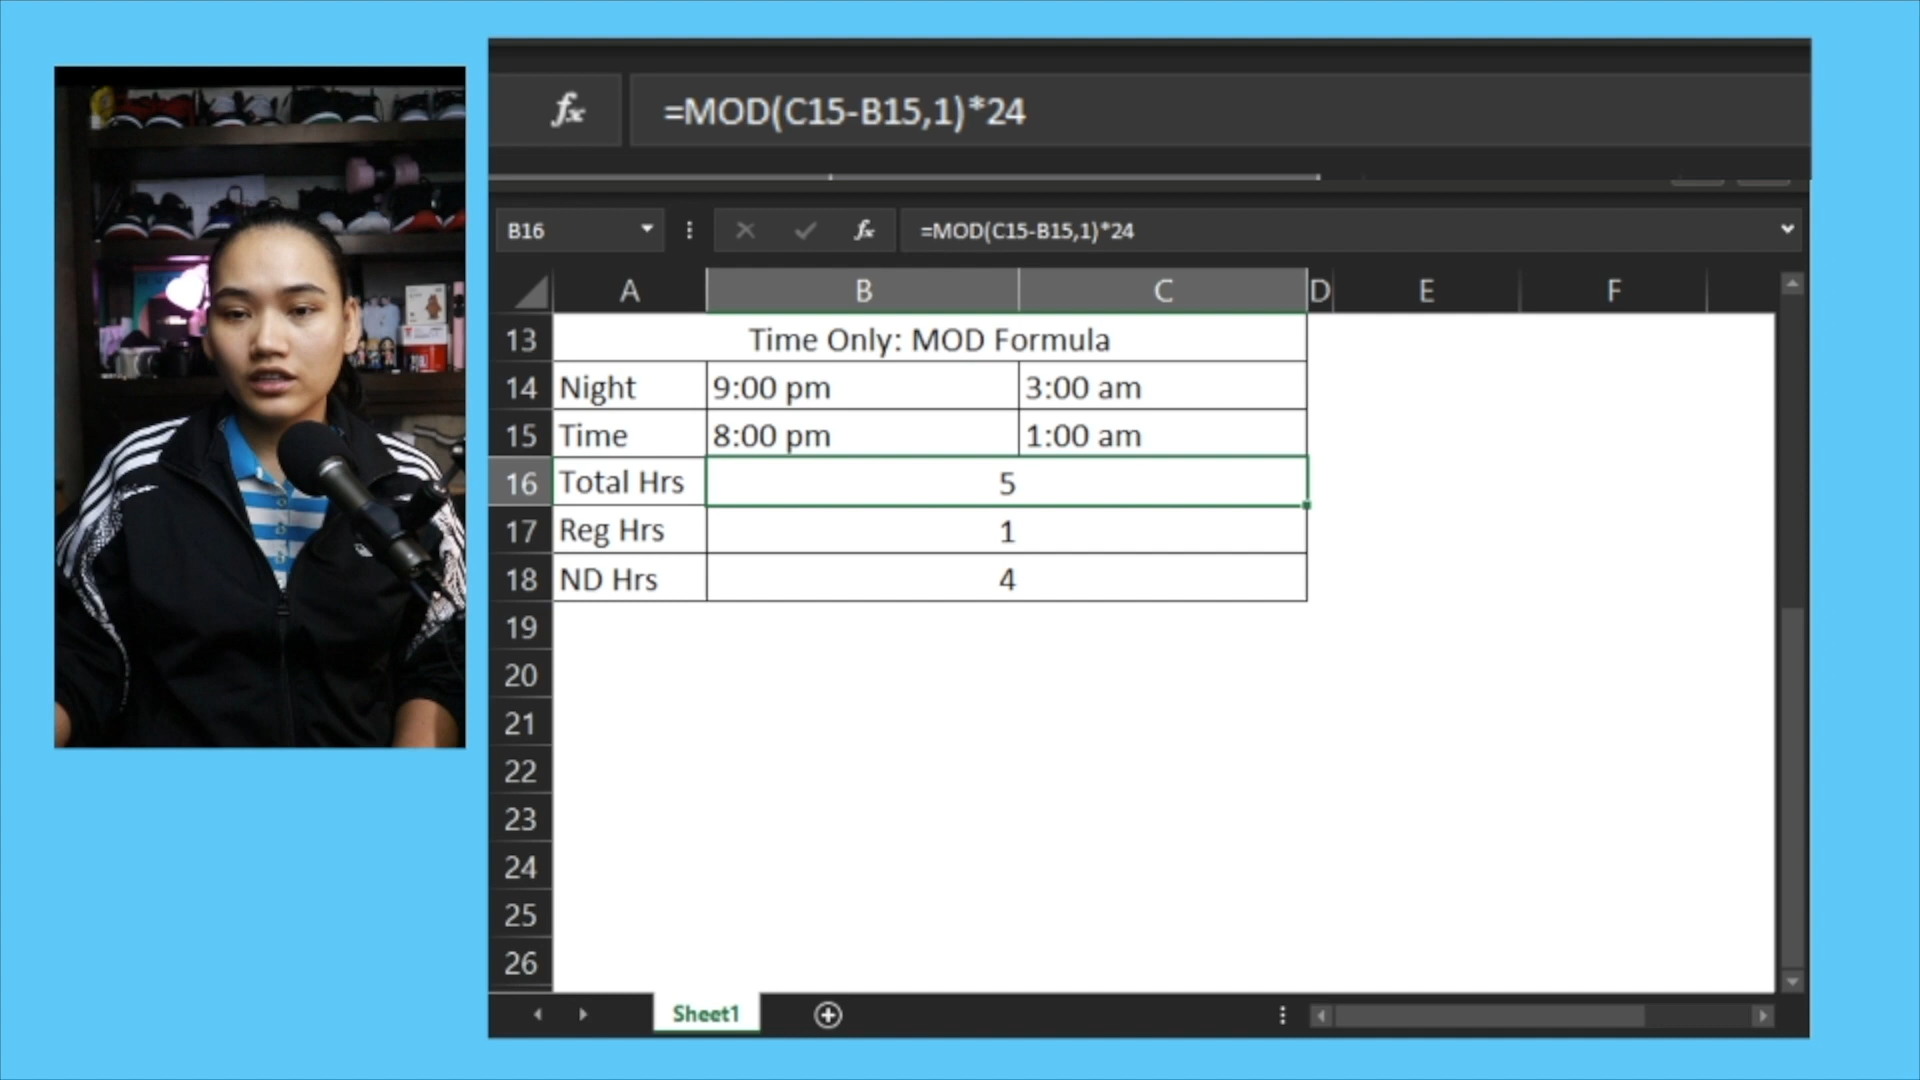 fx =MOD(C15-B15,1)*24
B16 fx =MOD(C15-B15,1)*24
A B C D E F
13 Time Only: MOD Formula
14 Night 9:00 pm 3:00 am
15 Time 8:00 pm 1:00 am
16 Total Hrs 5
17 Reg Hrs 1
18 ND Hrs 4
19
20
21
22
23
24
25
26
Sheet1